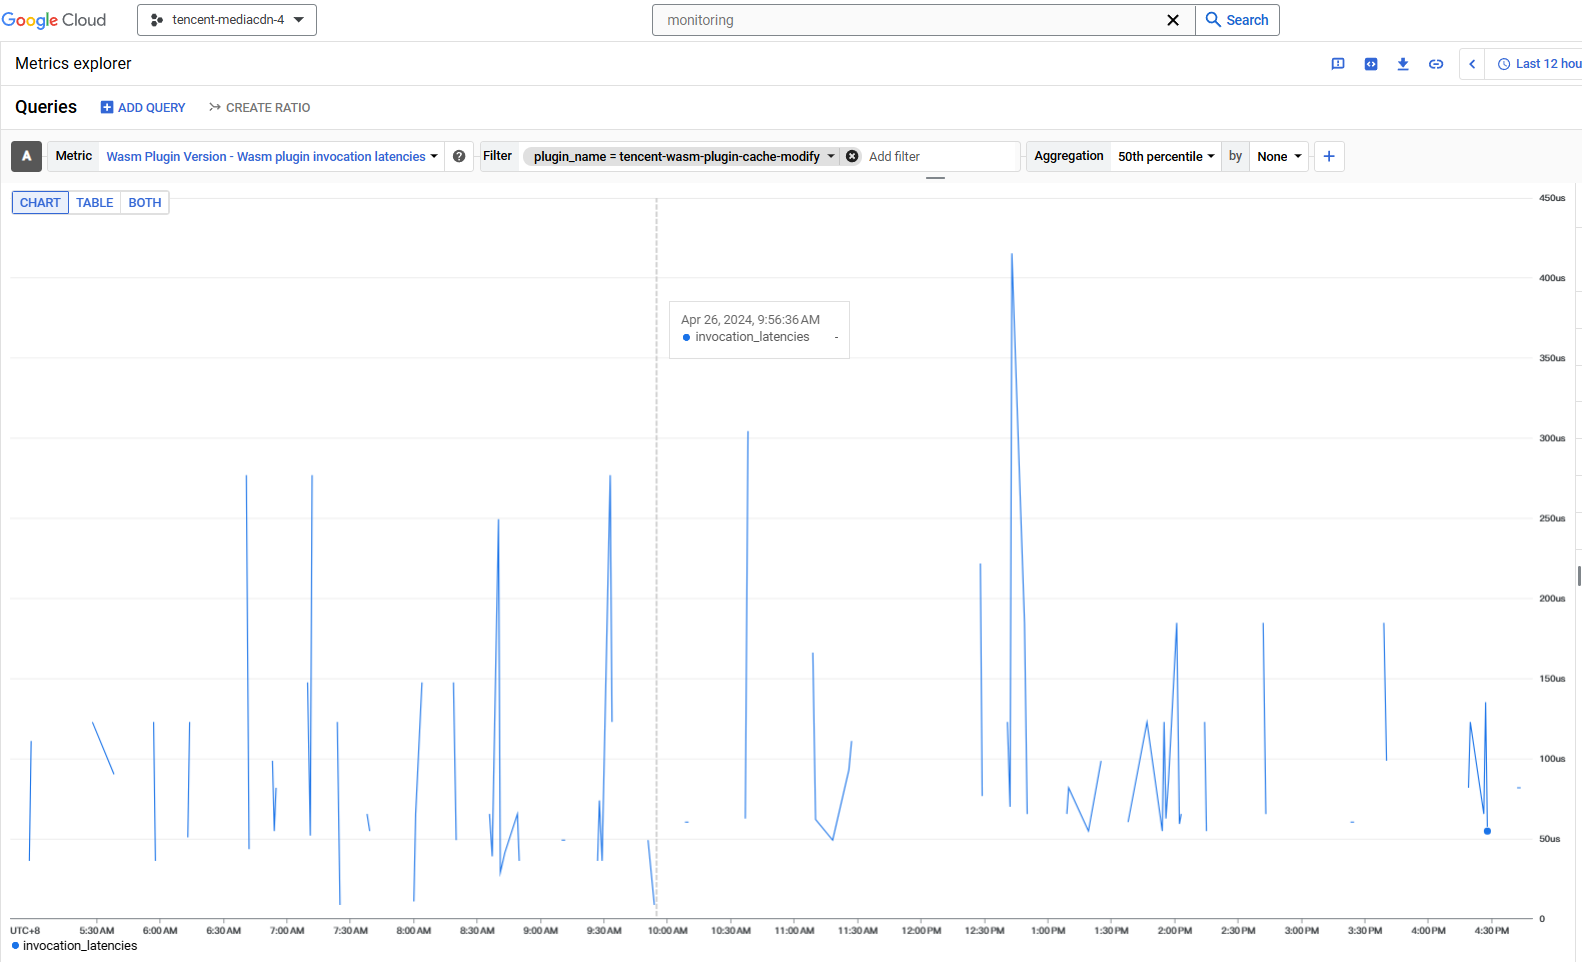 Google Cloud tencent-mediacdn-4 monitoring Search
Metrics explorer Last 12 hou
Queries ADD QUERY CREATE RATIO
A Metric Wasm Plugin Version - Wasm plugin invocation latencies Filter plugin_name = tencent-wasm-plugin-cache-modify Add filter Aggregation 50th percentile by None
CHART TABLE BOTH
450us
400us
Apr 26, 2024, 9:56:36 AM
invocation_latencies -
350us
300us
250us
200us
150us
100us
50us
0
UTC+8 5:30 AM 6:00 AM 6:30 AM 7:00 AM 7:30 AM 8:00 AM 8:30 AM 9:00 AM 9:30 AM 10:00 AM 10:30 AM 11:00 AM 11:30 AM 12:00 PM 12:30 PM 1:00 PM 1:30 PM 2:00 PM 2:30 PM 3:00 PM 3:30 PM 4:00 PM 4:30 PM
invocation_latencies